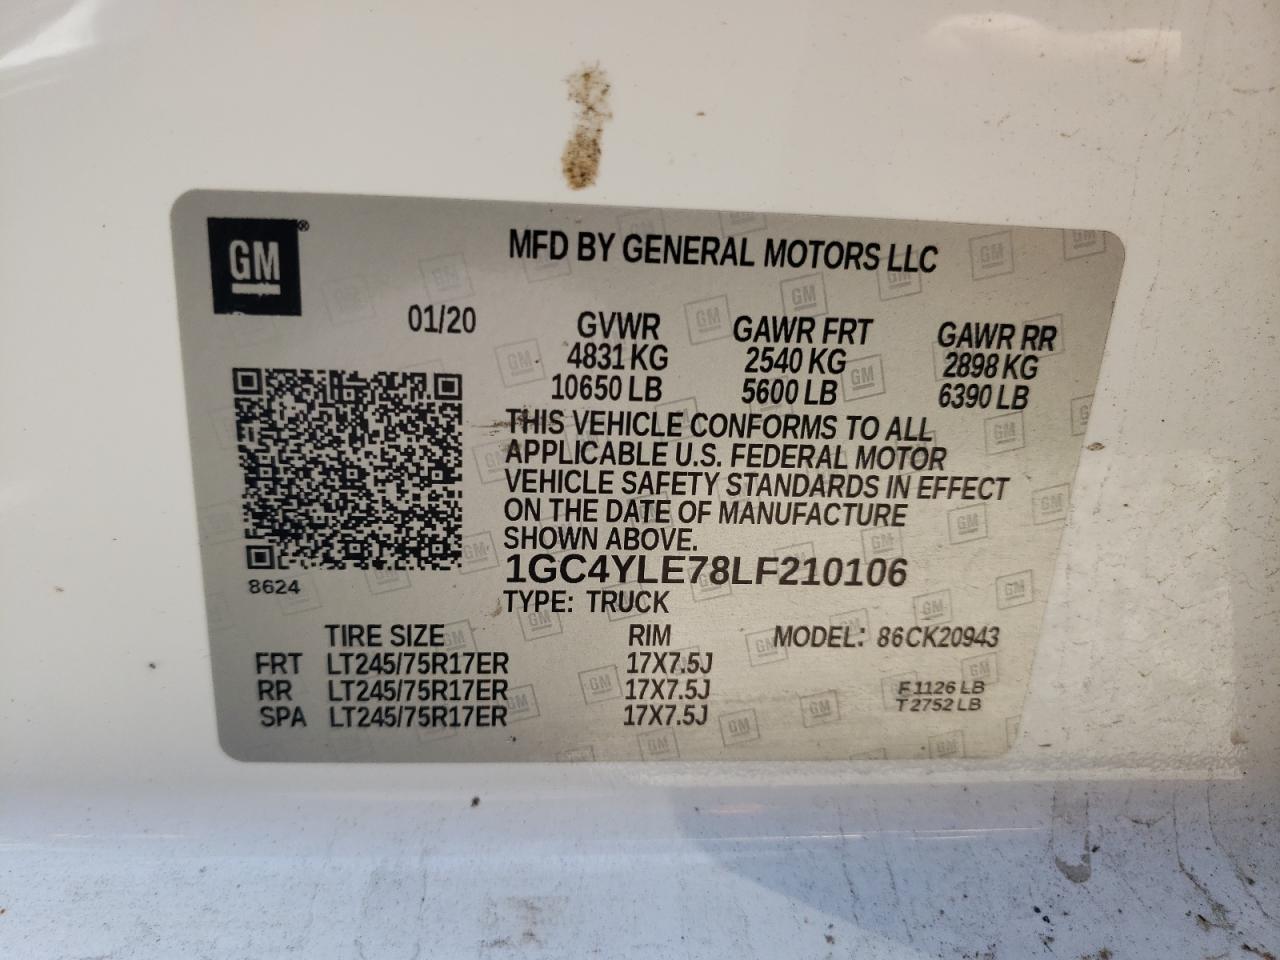 GM®
MFD BY GENERAL MOTORS LLC
01/20
GVWR GAWR FRT GAWR RR
4831 KG 2540 KG 2898 KG
10650 LB 5600 LB 6390 LB
THIS VEHICLE CONFORMS TO ALL
APPLICABLE U.S. FEDERAL MOTOR
VEHICLE SAFETY STANDARDS IN EFFECT
ON THE DATE OF MANUFACTURE
SHOWN ABOVE.
8624
1GC4YLE78LF210106
TYPE: TRUCK
TIRE SIZE RIM MODEL: 86CK20943
FRT LT245/75R17ER 17X7.5J
RR LT245/75R17ER 17X7.5J F1126 LB
SPA LT245/75R17ER 17X7.5J T2752 LB